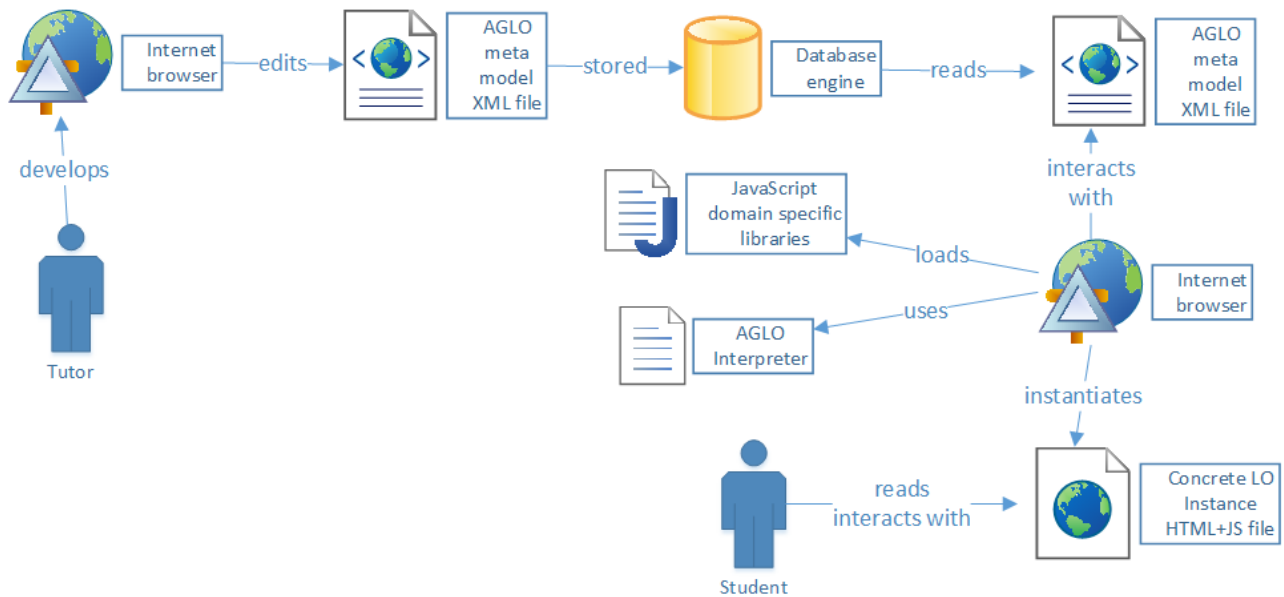 Internet
browser
edits
AGLO
meta
model
XML file
stored
Database
engine
reads
AGLO
meta
model
XML file
develops
Tutor
JavaScript
domain specific
libraries
loads
interacts
with
Internet
browser
uses
AGLO
Interpreter
instantiates
Student
reads
interacts with
Concrete LO
Instance
HTML+JS file